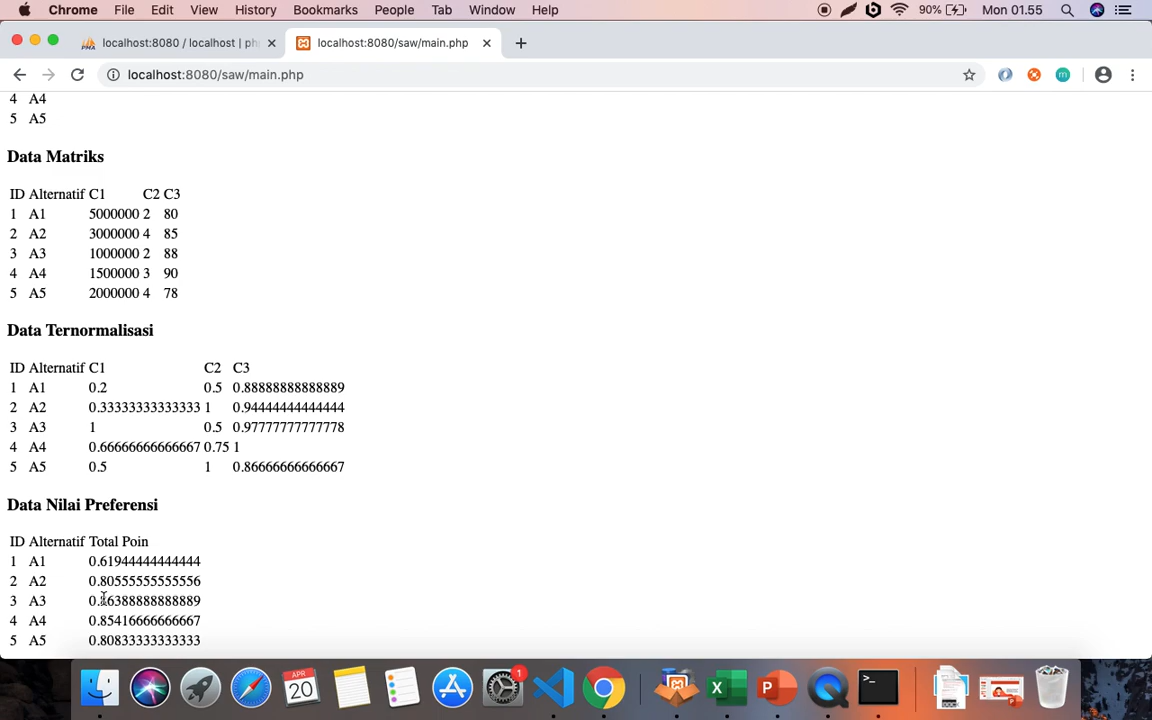 Chrome File Edit View History Bookmarks People Tab Window Help 90% Mon 01.55
localhost:8080 / localhost | ph
localhost:8080/saw/main.php
localhost:8080/saw/main.php
4 A4
5 A5
Data Matriks
ID Alternatif C1 C2 C3
1 A1 5000000 2 80
2 A2 3000000 4 85
3 A3 1000000 2 88
4 A4 1500000 3 90
5 A5 2000000 4 78
Data Ternormalisasi
ID Alternatif C1 C2 C3
1 A1 0.2 0.5 0.88888888888889
2 A2 0.33333333333333 1 0.94444444444444
3 A3 1 0.5 0.97777777777778
4 A4 0.66666666666667 0.75 1
5 A5 0.5 1 0.86666666666667
Data Nilai Preferensi
ID Alternatif Total Poin
1 A1 0.61944444444444
2 A2 0.80555555555556
3 A3 0.86388888888889
4 A4 0.85416666666667
5 A5 0.80833333333333
APR
20
1